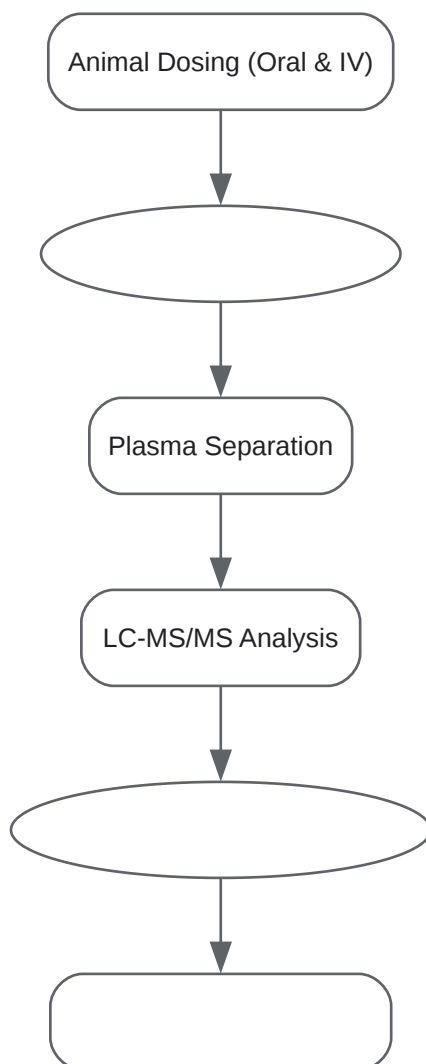 Animal Dosing (Oral & IV)
Plasma Separation
LC-MS/MS Analysis